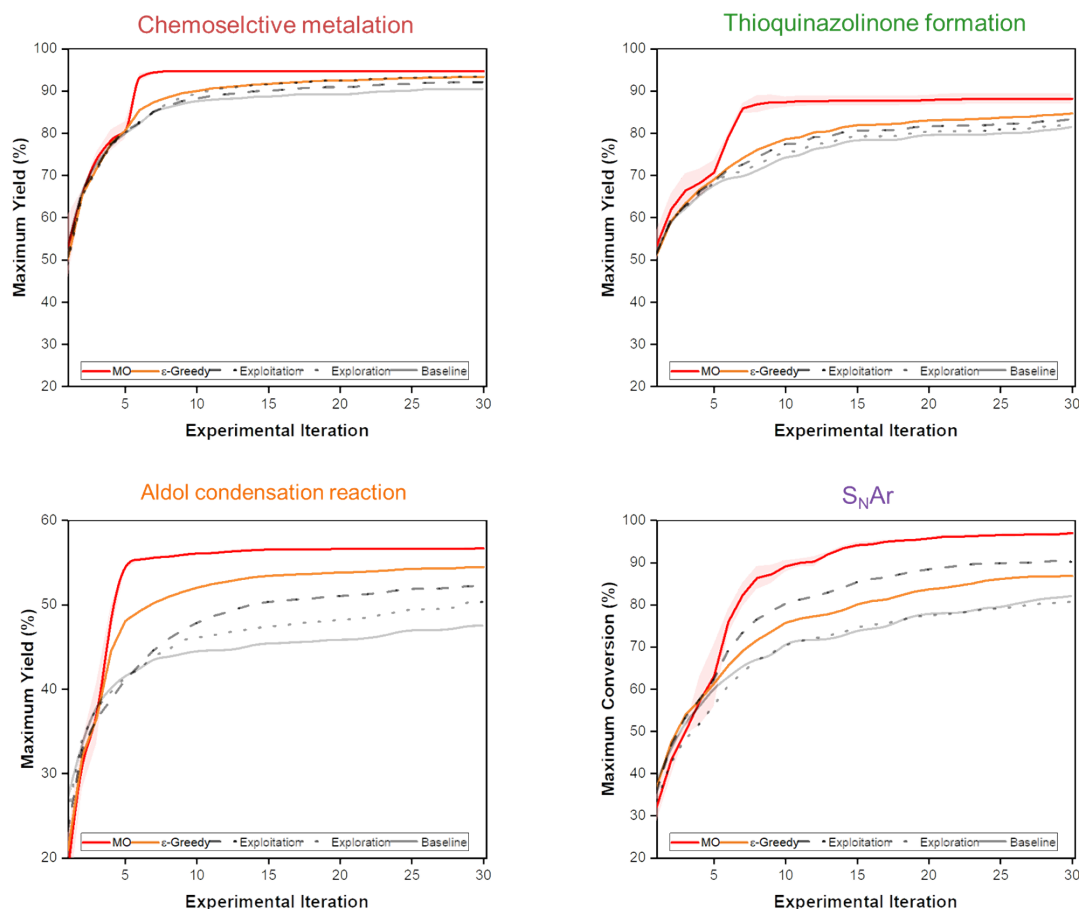 Chemoselctive metalation
100
90
80
70
60
50
40
30
20
Maximum Yield (%)
MO ε-Greedy Exploitation Exploration Baseline
5 10 15 20 25 30
Experimental Iteration
Thioquinazolinone formation
100
90
80
70
60
50
40
30
20
Maximum Yield (%)
MO ε-Greedy Exploitation Exploration Baseline
5 10 15 20 25 30
Experimental Iteration
Aldol condensation reaction
60
50
40
30
20
Maximum Yield (%)
MO ε-Greedy Exploitation Exploration Baseline
5 10 15 20 25 30
Experimental Iteration
SNAr
100
90
80
70
60
50
40
30
20
Maximum Conversion (%)
MO ε-Greedy Exploitation Exploration Baseline
5 10 15 20 25 30
Experimental Iteration